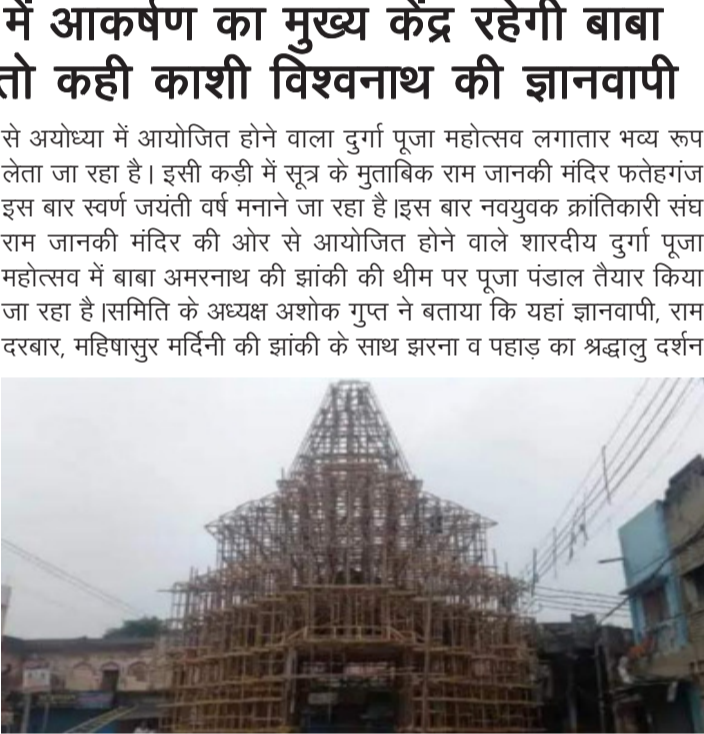 में आकर्षण का मुख्य केंद्र रहेगी बाबा
तो कही काशी विश्वनाथ की ज्ञानवापी
से अयोध्या में आयोजित होने वाला दुर्गा पूजा महोत्सव लगातार भव्य रूप
लेता जा रहा है। इसी कड़ी में सूत्र के मुताबिक राम जानकी मंदिर फतेहगंज
इस बार स्वर्ण जयंती वर्ष मनाने जा रहा है।इस बार नवयुवक क्रांतिकारी संघ
राम जानकी मंदिर की ओर से आयोजित होने वाले शारदीय दुर्गा पूजा
महोत्सव में बाबा अमरनाथ की झांकी की थीम पर पूजा पंडाल तैयार किया
जा रहा है।समिति के अध्यक्ष अशोक गुप्त ने बताया कि यहां ज्ञानवापी, राम
दरबार, महिषासुर मर्दिनी की झांकी के साथ झरना व पहाड़ का श्रद्धालु दर्शन